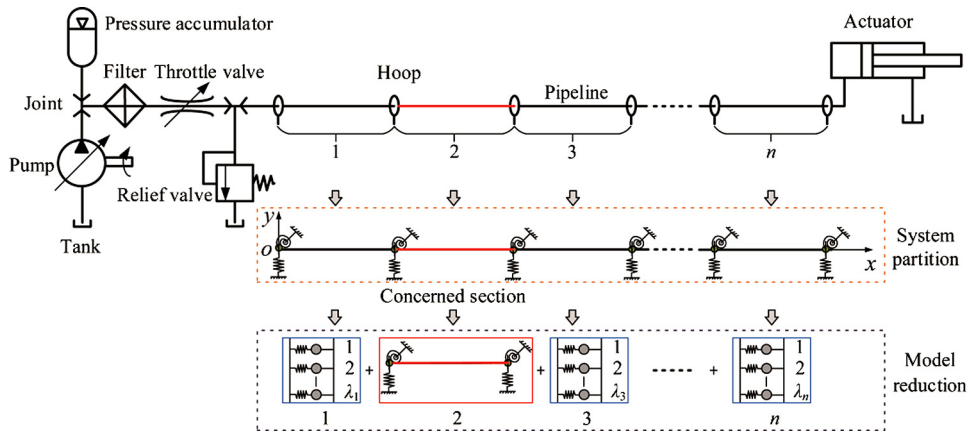 Pressure accumulator
Actuator
Filter Throttle valve
Hoop
Joint
Pipeline
1
2
3
n
Pump
Relief valve
Tank
y
o
x
System
partition
Concerned section
1
2
λ1
+
+
1
2
λ3
+
1
2
λn
Model
reduction
1
2
3
n